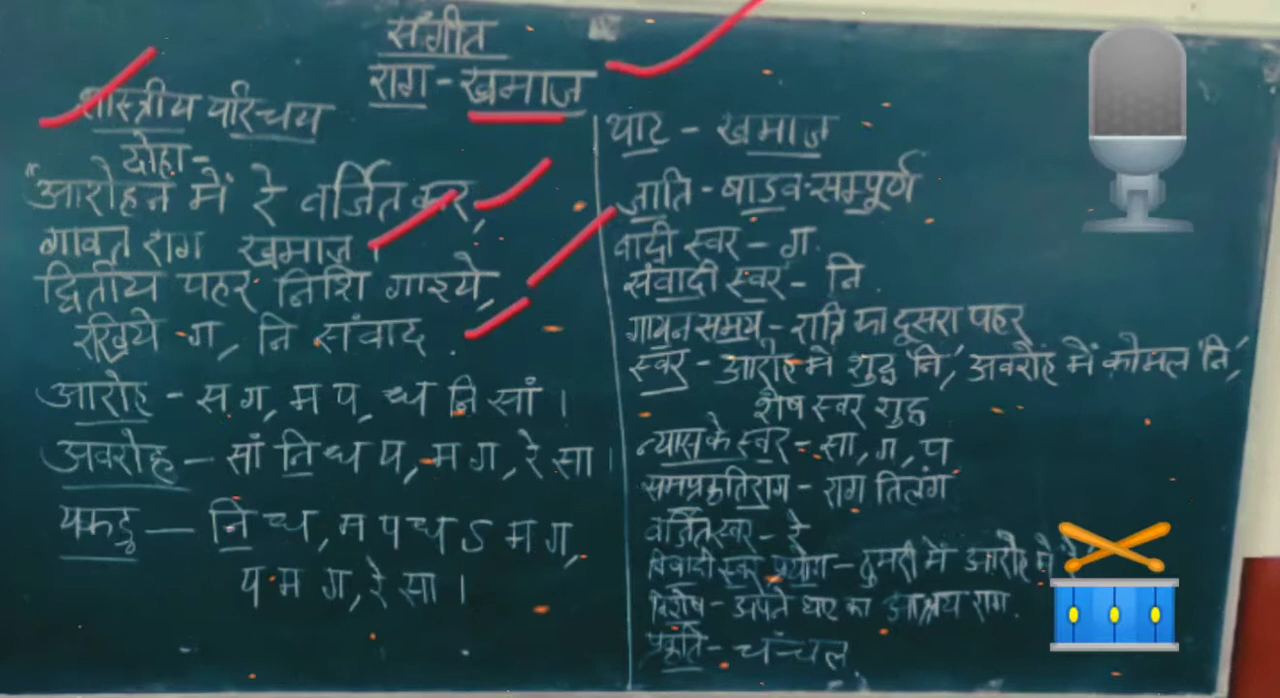 संगीत
राग - खमाज
शास्त्रीय परिचय
दोहा-
"आरोहन में रे वर्जित कर,
गावत राग खमाज ।
द्वितीय पहर निशि गाइये,
रखिये ग, नि संवाद .
आरोह - स ग, म प, ध नि सां ।
अवरोह – सां नि ध प, म ग, रे सा ।
पकड़ — नि ध, म प ध ऽ म ग,
प म ग, रे सा ।
थाट - खमाज
जाति - षाडव-सम्पूर्ण
वादी स्वर – ग.
संवादी स्वर - नि.
गायन समय - रात्रि का दूसरा पहर
स्वर - आरोह में शुद्ध 'नि', अवरोह में कोमल 'नि',
शेष स्वर शुद्ध
न्यास के स्वर - सा, ग, प
समप्रकृति राग - राग तिलंग
वर्जित स्वर - रे
विवादी स्वर प्रयोग - ठुमरी में आरोह में रे
विशेष - अपने थाट का आश्रय राग.
प्रकृति - चंचल